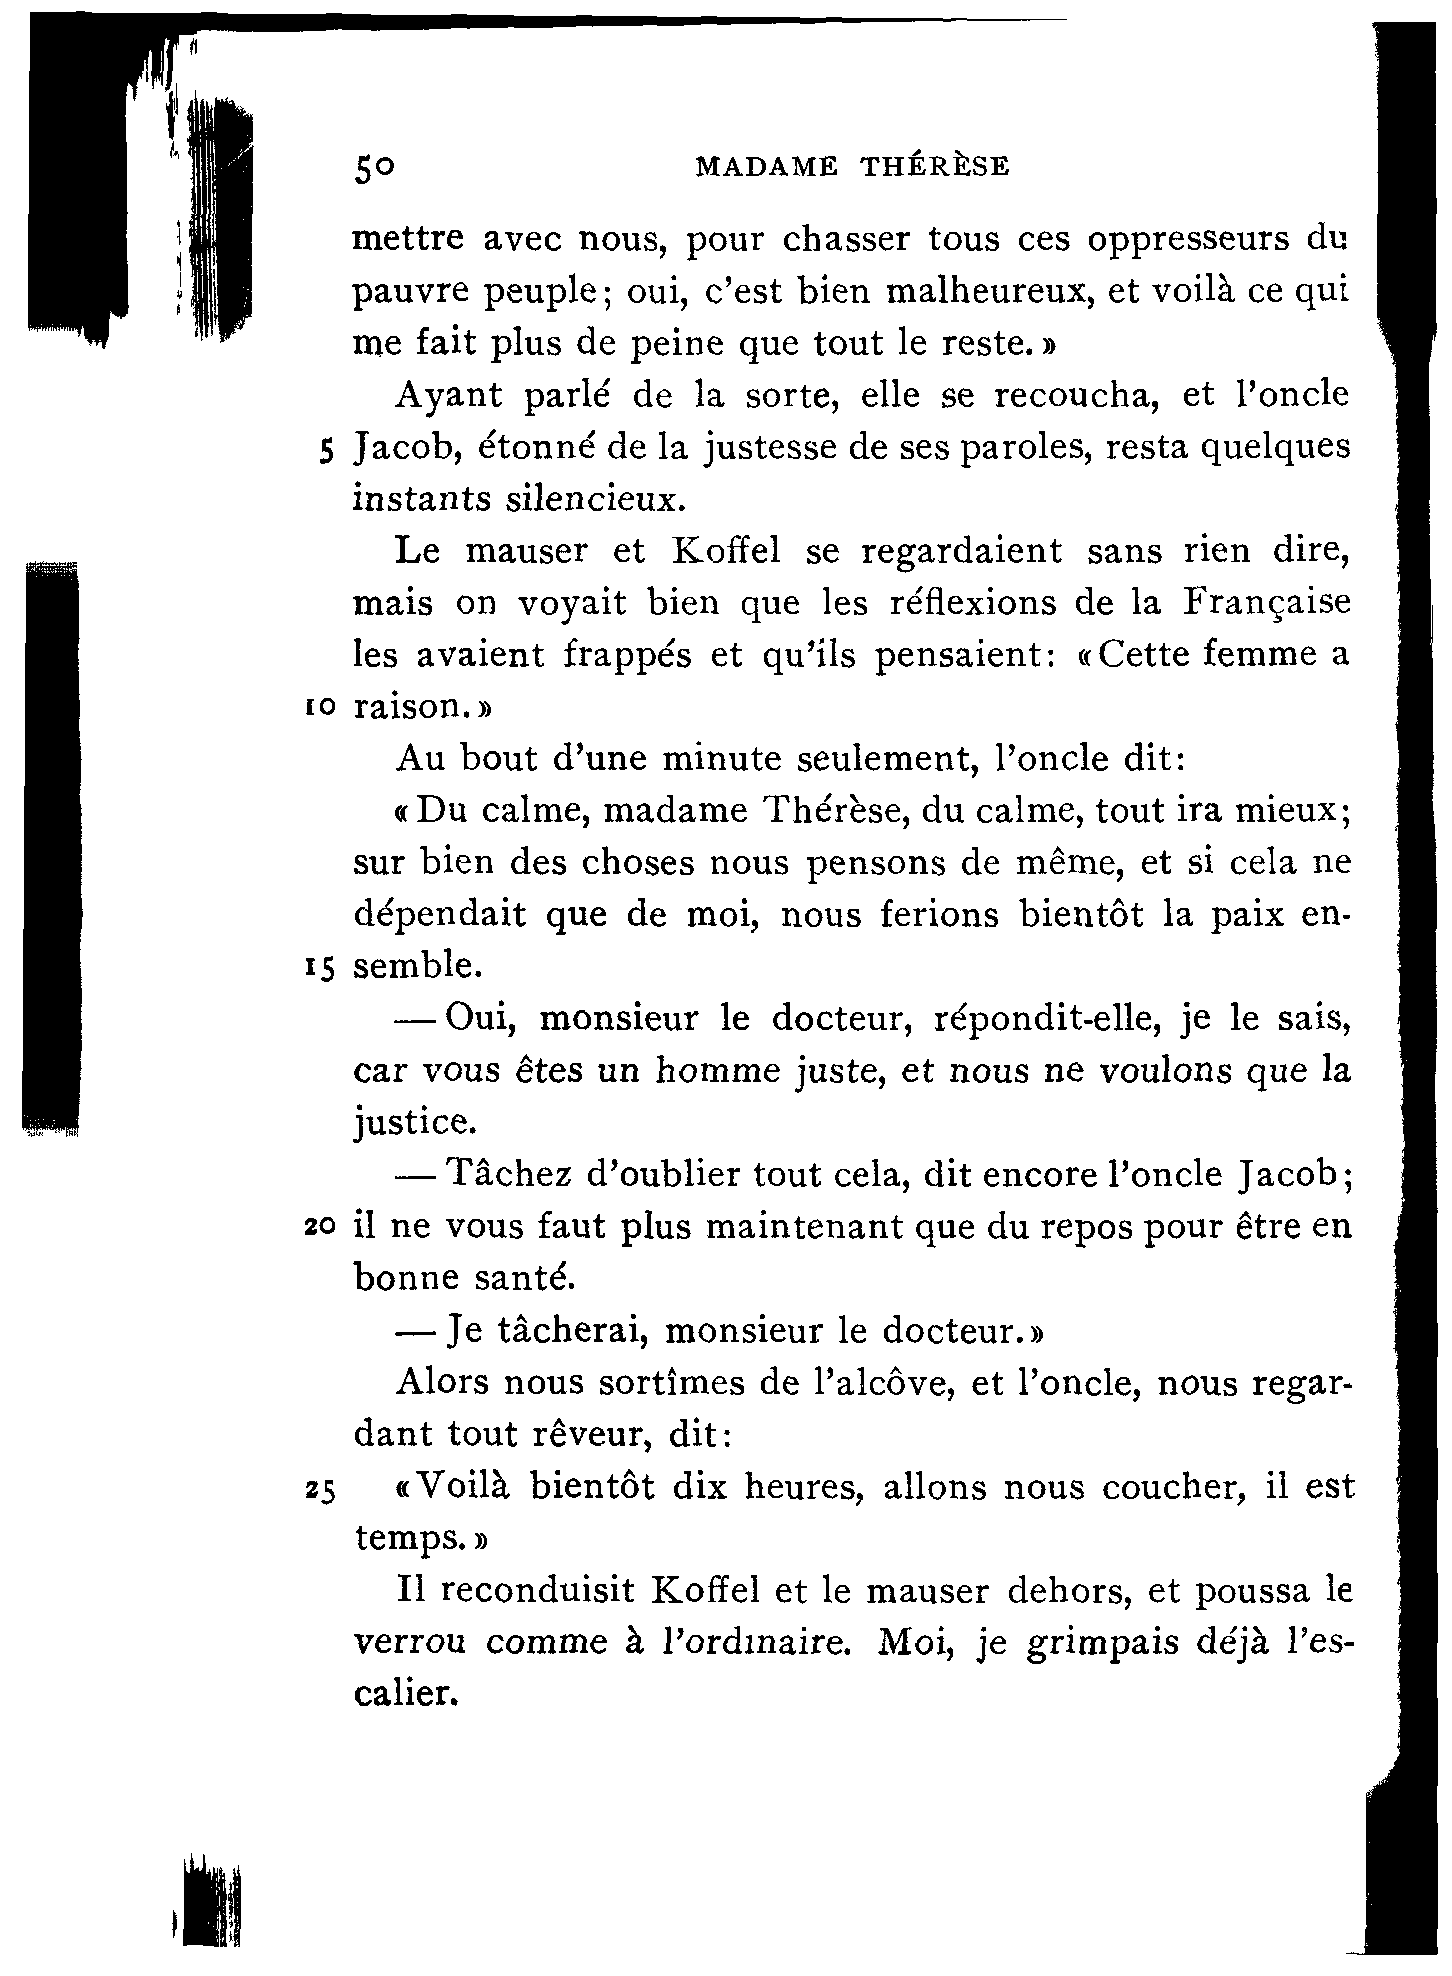 50 MADAME THÉRÈSE
mettre avec nous, pour chasser tous ces oppresseurs du
pauvre peuple; oui, c'est bien malheureux, et voilà ce qui
me fait plus de peine que tout le reste. »
Ayant parlé de la sorte, elle se recoucha, et l'oncle
5 Jacob, étonné de la justesse de ses paroles, resta quelques
instants silencieux.
Le mauser et Koffel se regardaient sans rien dire,
mais on voyait bien que les réflexions de la Française
les avaient frappés et qu'ils pensaient: « Cette femme a
10 raison. »
Au bout d'une minute seulement, l'oncle dit:
« Du calme, madame Thérèse, du calme, tout ira mieux;
sur bien des choses nous pensons de même, et si cela ne
dépendait que de moi, nous ferions bientôt la paix en-
15 semble.
— Oui, monsieur le docteur, répondit-elle, je le sais,
car vous êtes un homme juste, et nous ne voulons que la
justice.
— Tâchez d'oublier tout cela, dit encore l'oncle Jacob;
20 il ne vous faut plus maintenant que du repos pour être en
bonne santé.
— Je tâcherai, monsieur le docteur. »
Alors nous sortîmes de l'alcôve, et l'oncle, nous regar-
dant tout rêveur, dit:
25 « Voilà bientôt dix heures, allons nous coucher, il est
temps. »
Il reconduisit Koffel et le mauser dehors, et poussa le
verrou comme à l'ordinaire. Moi, je grimpais déjà l'es-
calier.